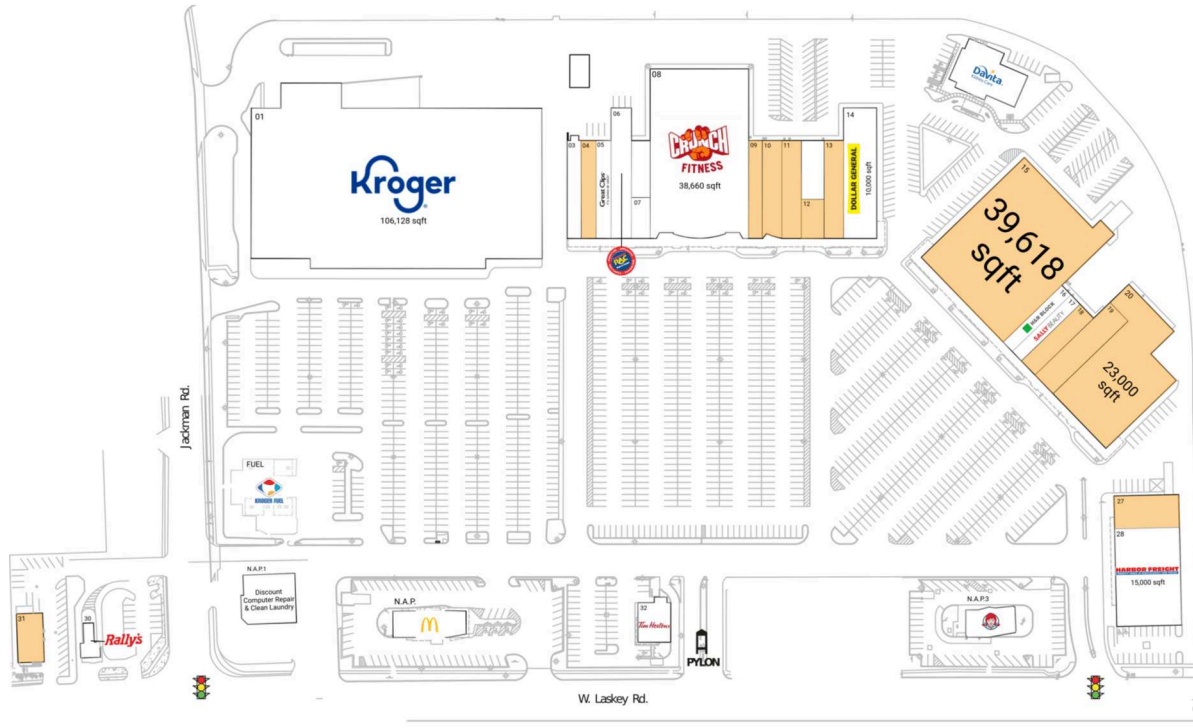 01
Kroger
106,128 sqft
03
04
05
Great Clips
06
07
RAC
08
CRUNCH
FITNESS
38,660 sqft
09
10
11
12
13
14
DOLLAR GENERAL
10,000 sqft
DaVita
15
39,618
sqft
H&R BLOCK
17
SALLY BEAUTY
18
19
20
23,000
sqft
Jackman Rd.
FUEL
KROGER FUEL
27
28
HARBOR FREIGHT
15,000 sqft
31
30
Rally's
N.A.P.1
Discount
Computer Repair
& Clean Laundry
N.A.P.
32
Tim Hortons
PYLON
N.A.P.3
W. Laskey Rd.